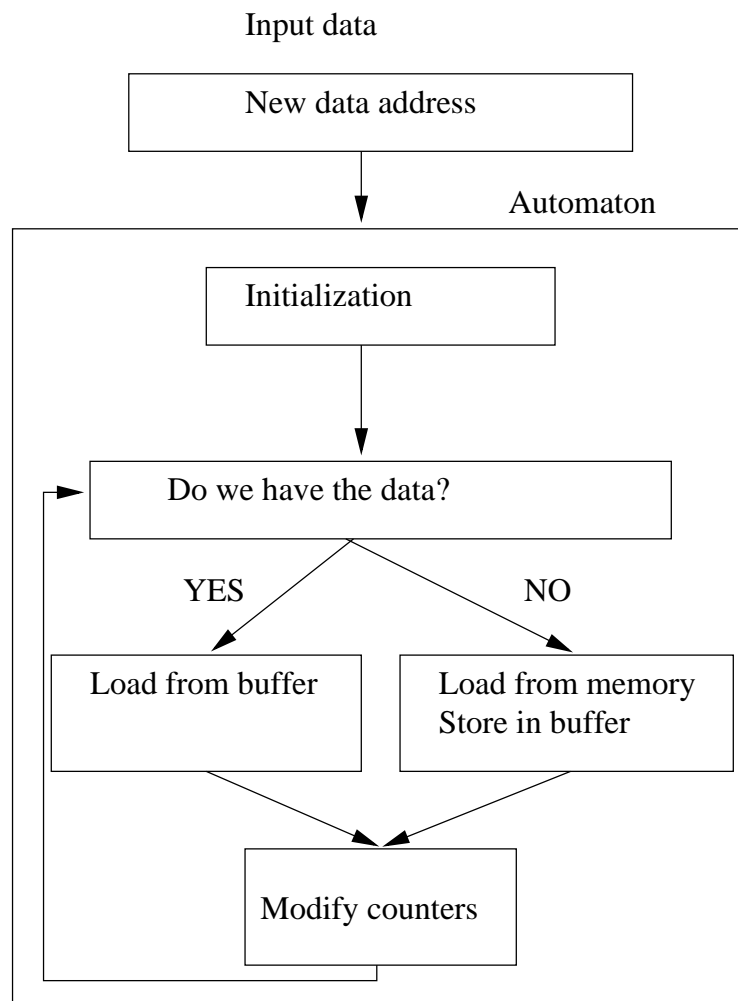 Input data
New data address
Automaton
Initialization
Do we have the data?
YES
NO
Load from buffer
Load from memory
Store in buffer
Modify counters